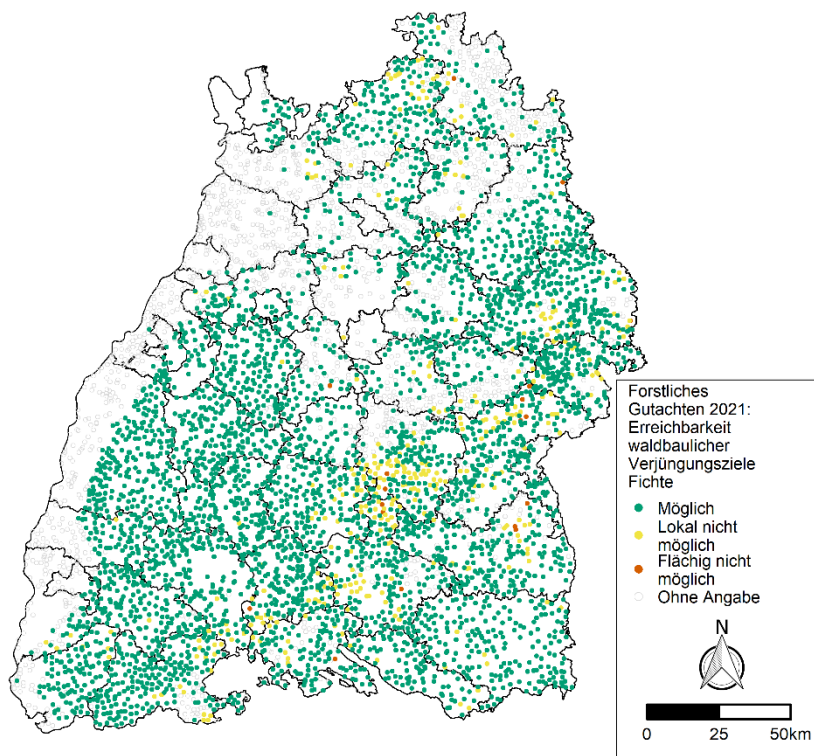 Forstliches
Gutachten 2021:
Erreichbarkeit
waldbaulicher
Verjüngungsziele
Fichte
Möglich
Lokal nicht
möglich
Flächig nicht
möglich
Ohne Angabe
N
0 25 50km